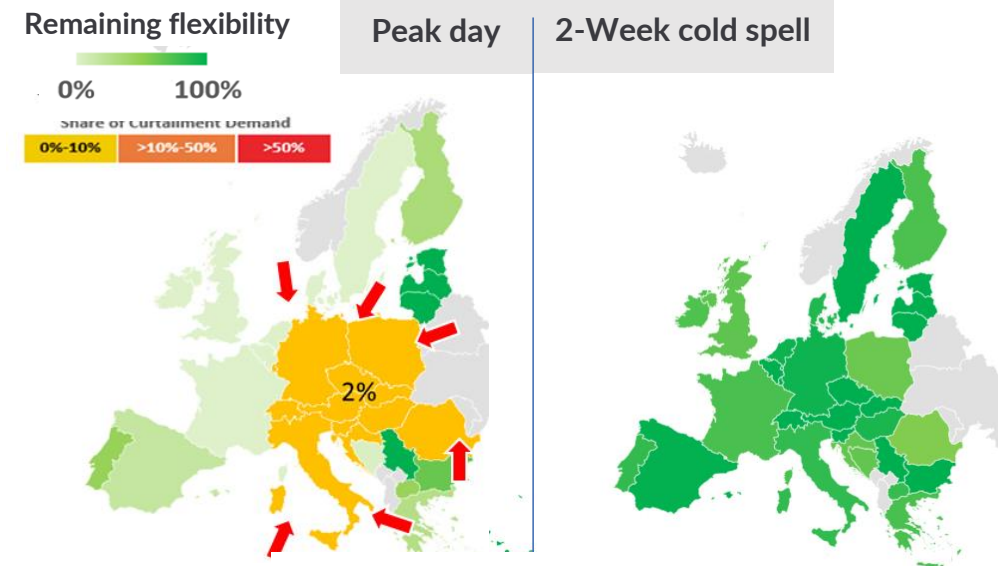 Remaining flexibility
0% 100%
Share of Curtailment Demand
0%-10% >10%-50% >50%
Peak day
2-Week cold spell
2%